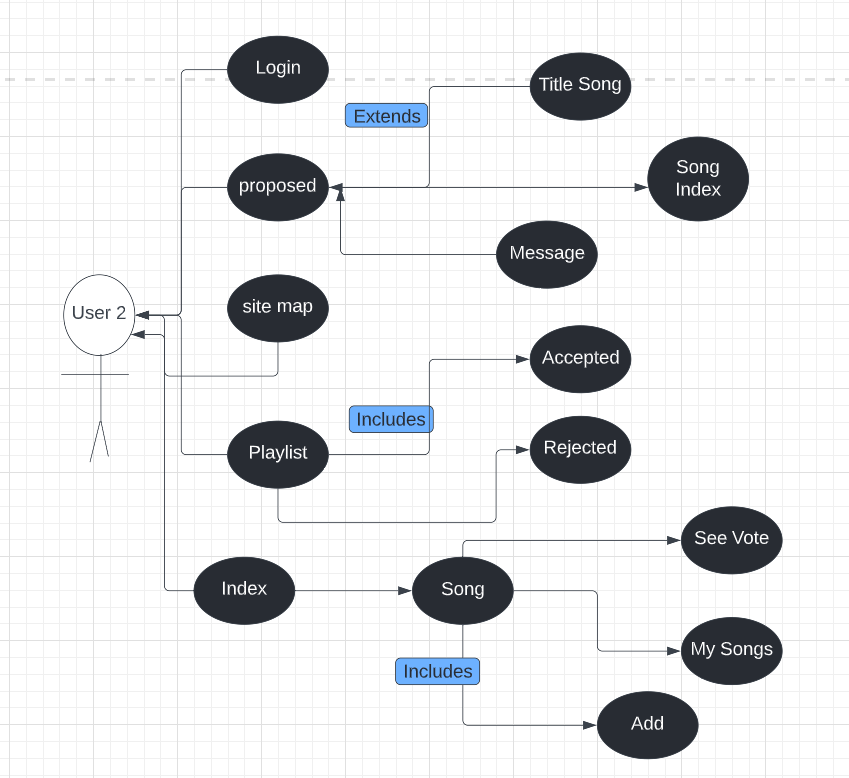 Login
Title Song
Extends
proposed
Song
Index
Message
User 2
site map
Accepted
Includes
Playlist
Rejected
See Vote
Index
Song
My Songs
Includes
Add